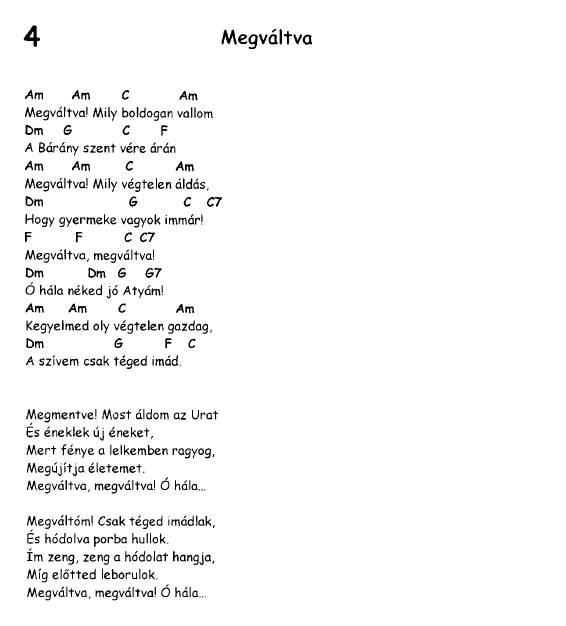 4
Megváltva
Am Am C Am
Megváltva! Mily boldogan vallom
Dm G C F
A Bárány szent vére árán
Am Am C Am
Megváltva! Mily végtelen áldás,
Dm G C C7
Hogy gyermeke vagyok immár!
F F C C7
Megváltva, megváltva!
Dm Dm G G7
Ó hála néked jó Atyám!
Am Am C Am
Kegyelmed oly végtelen gazdag,
Dm G F C
A szívem csak téged imád.
Megmentve! Most áldom az Urat
És éneklek új éneket,
Mert fénye a lelkemben ragyog,
Megújítja életemet.
Megváltva, megváltva! Ó hála...
Megváltóm! Csak téged imádlak,
És hódolva porba hullok.
Ím zeng, zeng a hódolat hangja,
Míg előtted leborulok.
Megváltva, megváltva! Ó hála...